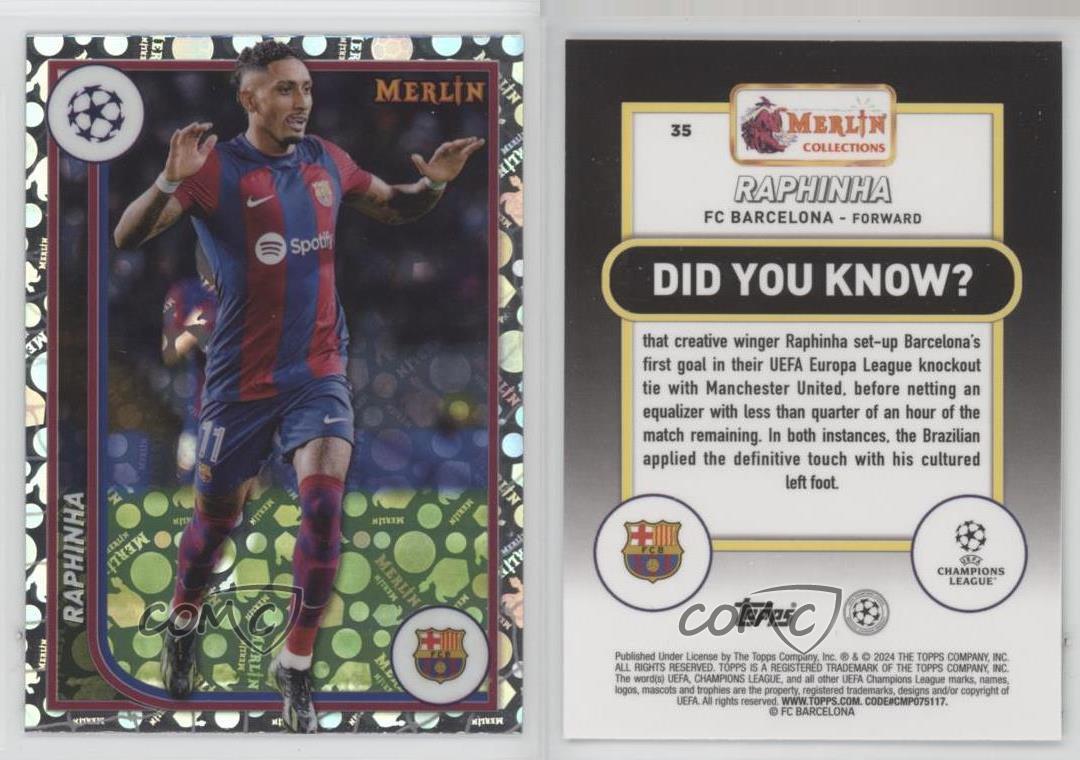 MERLIN
Spotify
11
RAPHINHA
FCB
COMC
35
MERLIN
COLLECTIONS
RAPHINHA
FC BARCELONA - FORWARD
DID YOU KNOW?
that creative winger Raphinha set-up Barcelona's
first goal in their UEFA Europa League knockout
tie with Manchester United, before netting an
equalizer with less than quarter of an hour of the
match remaining. In both instances, the Brazilian
applied the definitive touch with his cultured
left foot.
FCB
UEFA
CHAMPIONS
LEAGUE
topps
COMC
Published Under License by The Topps Company, Inc. ® & © 2024 THE TOPPS COMPANY, INC.
ALL RIGHTS RESERVED. TOPPS IS A REGISTERED TRADEMARK OF THE TOPPS COMPANY, INC.
The word(s) UEFA, CHAMPIONS LEAGUE, and all other UEFA Champions League marks, names,
logos, mascots and trophies are the property, registered trademarks, designs and/or copyright of
UEFA. All rights reserved. WWW.TOPPS.COM. CODE#CMP075117.
© FC BARCELONA